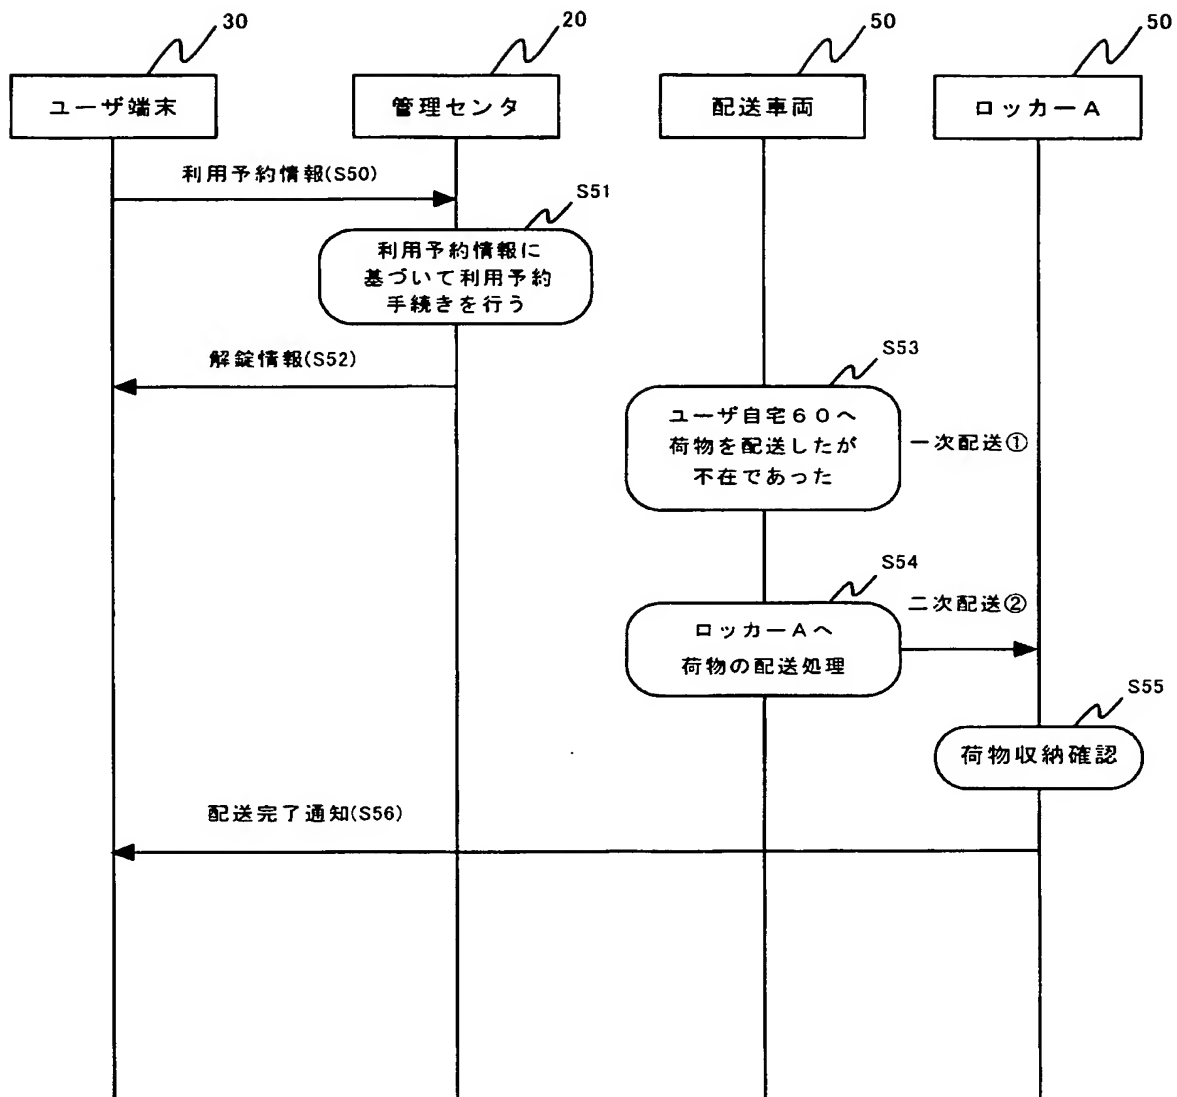 30
20
50
50
ユーザ端末
管理センタ
配送車両
ロッカーA
利用予約情報(S50)
S51
利用予約情報に
基づいて利用予約
手続きを行う
解錠情報(S52)
S53
ユーザ自宅60へ
荷物を配送したが
不在であった
一次配送①
S54
二次配送②
ロッカーAへ
荷物の配送処理
S55
荷物収納確認
配送完了通知(S56)